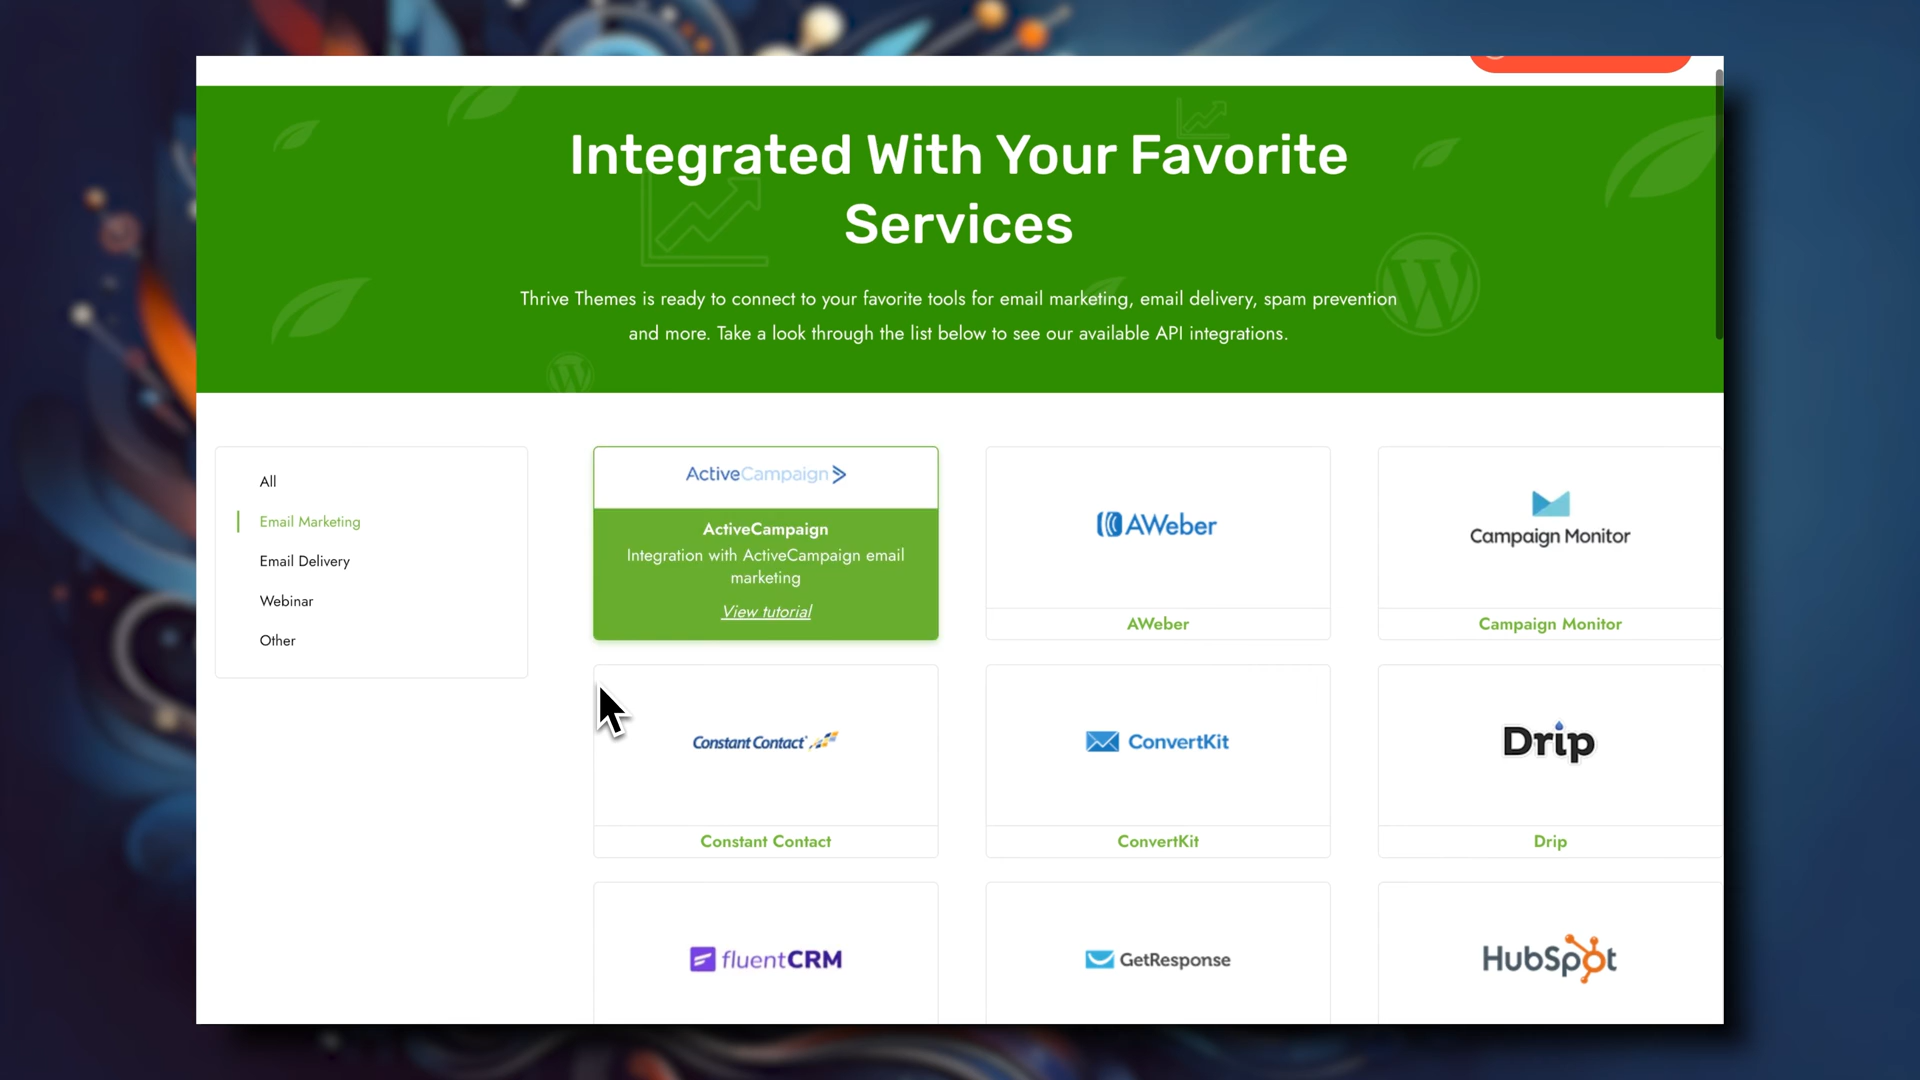 Integrated With Your Favorite
Services
Thrive Themes is ready to connect to your favorite tools for email marketing, email delivery, spam prevention
and more. Take a look through the list below to see our available API integrations.
All
Email Marketing
Email Delivery
Webinar
Other
ActiveCampaign
ActiveCampaign
Integration with ActiveCampaign email
marketing
View tutorial
AWeber
AWeber
Campaign Monitor
Campaign Monitor
Constant Contact
Constant Contact
ConvertKit
ConvertKit
Drip
Drip
fluentCRM
GetResponse
HubSpot